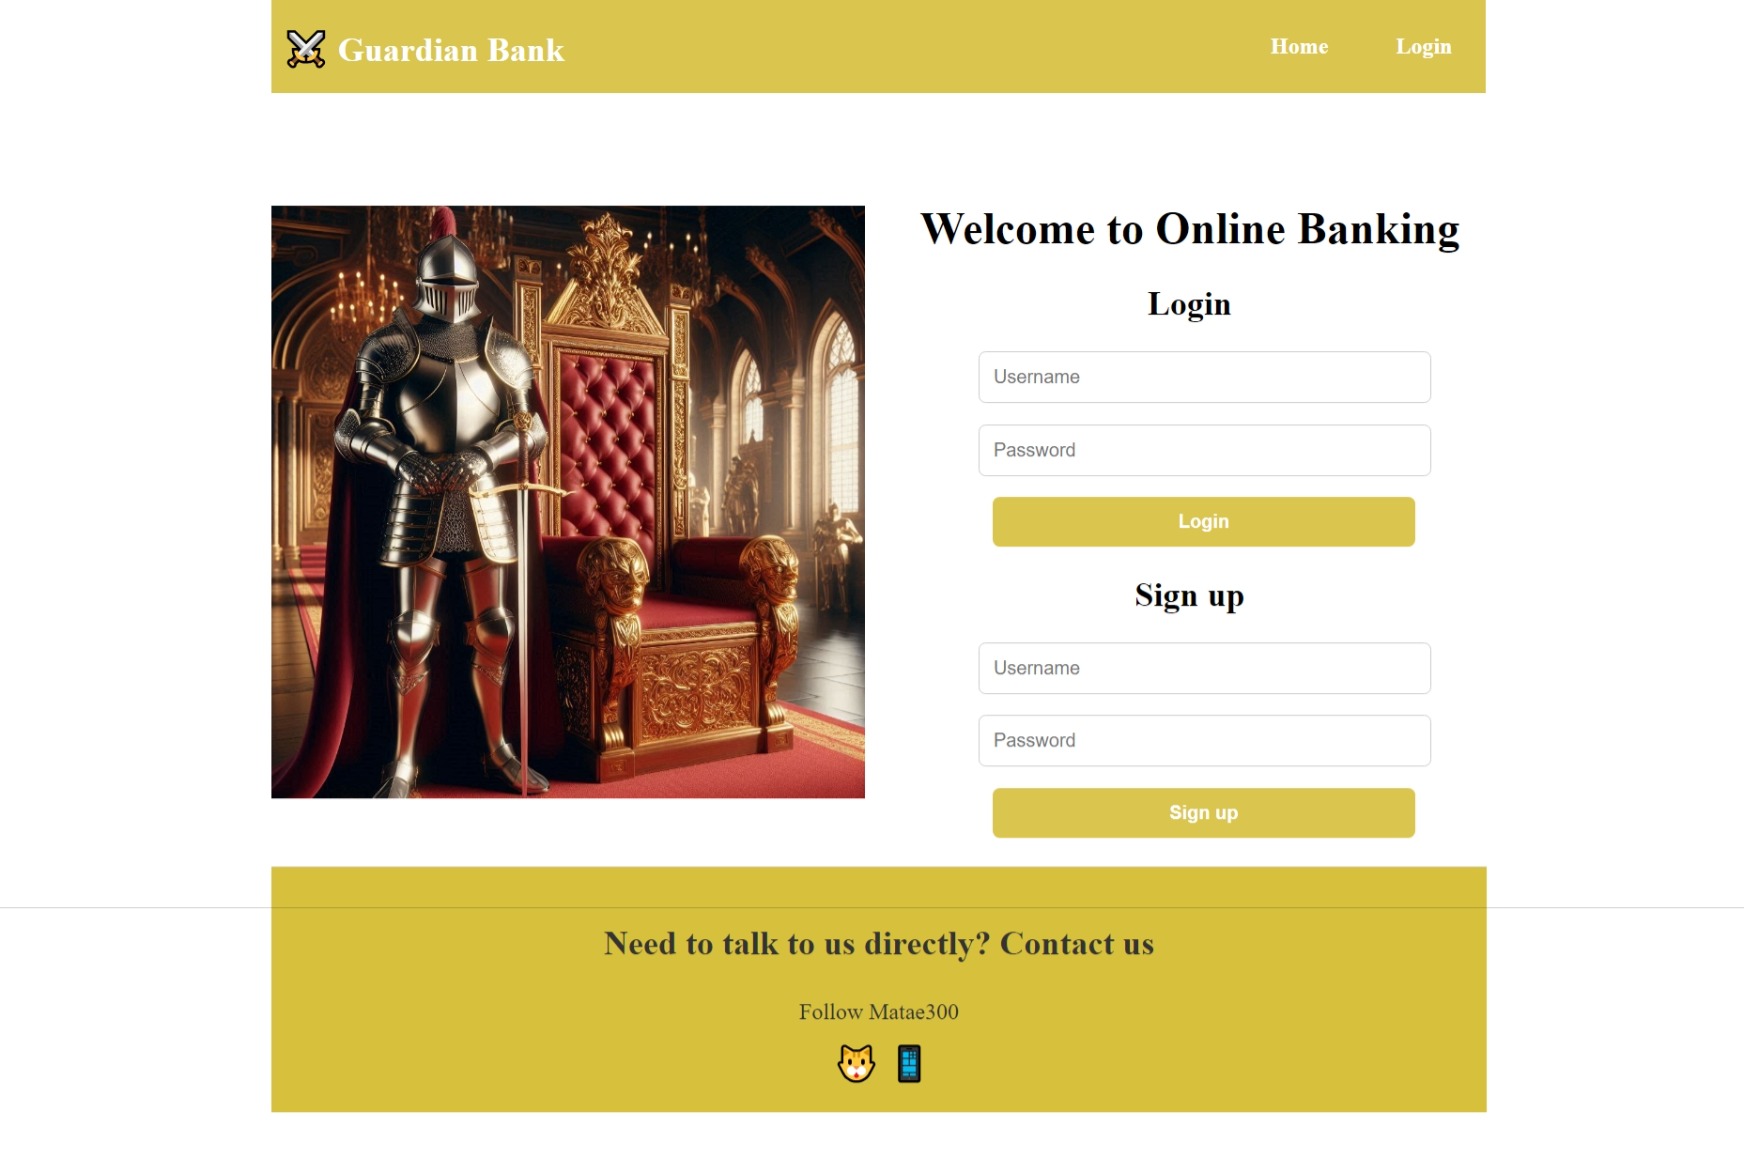 Guardian Bank
Home
Login
Welcome to Online Banking
Login
Username
Password
Login
Sign up
Username
Password
Sign up
Need to talk to us directly? Contact us
Follow Matae300